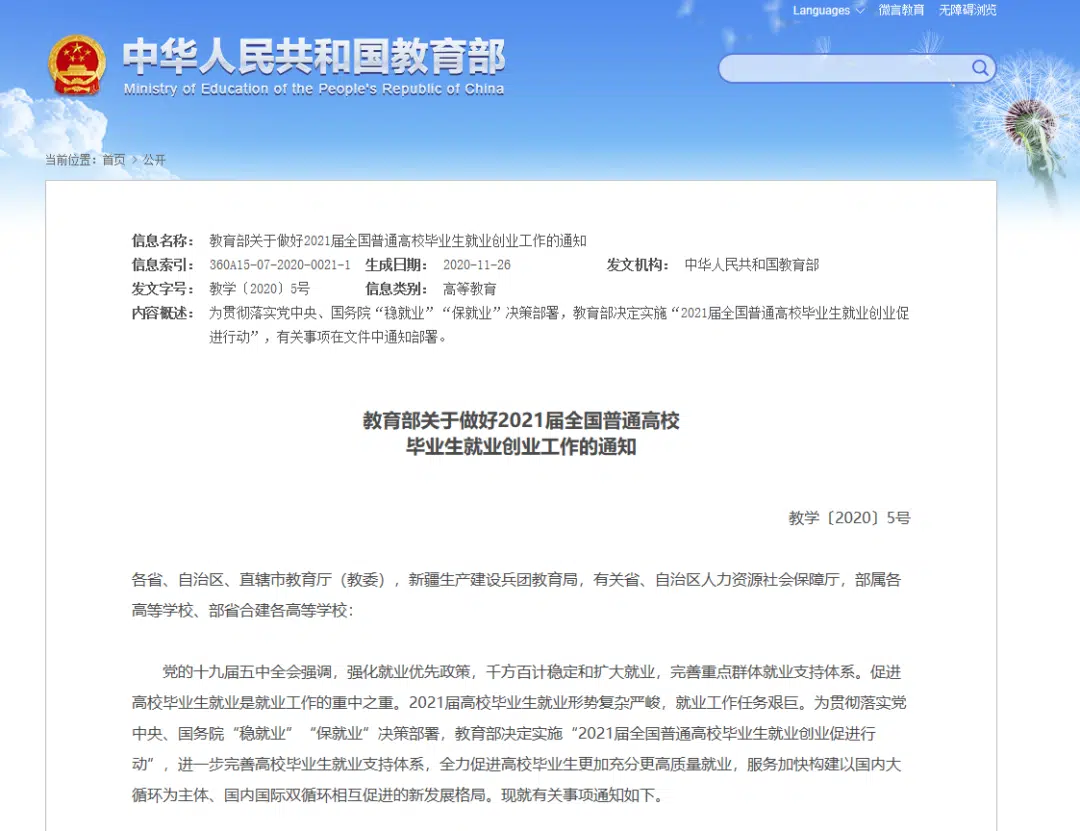 Languages 微言教育 无障碍浏览
中华人民共和国教育部
Ministry of Education of the People's Republic of China
当前位置：首页 > 公开
信息名称： 教育部关于做好2021届全国普通高校毕业生就业创业工作的通知
信息索引： 360A15-07-2020-0021-1 生成日期： 2020-11-26 发文机构： 中华人民共和国教育部
发文字号： 教学〔2020〕5号 信息类别： 高等教育
内容概述： 为贯彻落实党中央、国务院“稳就业”“保就业”决策部署，教育部决定实施“2021届全国普通高校毕业生就业创业促
进行动”，有关事项在文件中通知部署。
教育部关于做好2021届全国普通高校
毕业生就业创业工作的通知
教学〔2020〕5号
各省、自治区、直辖市教育厅（教委），新疆生产建设兵团教育局，有关省、自治区人力资源社会保障厅，部属各
高等学校、部省合建各高等学校：
党的十九届五中全会强调，强化就业优先政策，千方百计稳定和扩大就业，完善重点群体就业支持体系。促进
高校毕业生就业是就业工作的重中之重。2021届高校毕业生就业形势复杂严峻，就业工作任务艰巨。为贯彻落实党
中央、国务院“稳就业”“保就业”决策部署，教育部决定实施“2021届全国普通高校毕业生就业创业促进行
动”，进一步完善高校毕业生就业支持体系，全力促进高校毕业生更加充分更高质量就业，服务加快构建以国内大
循环为主体、国内国际双循环相互促进的新发展格局。现就有关事项通知如下。